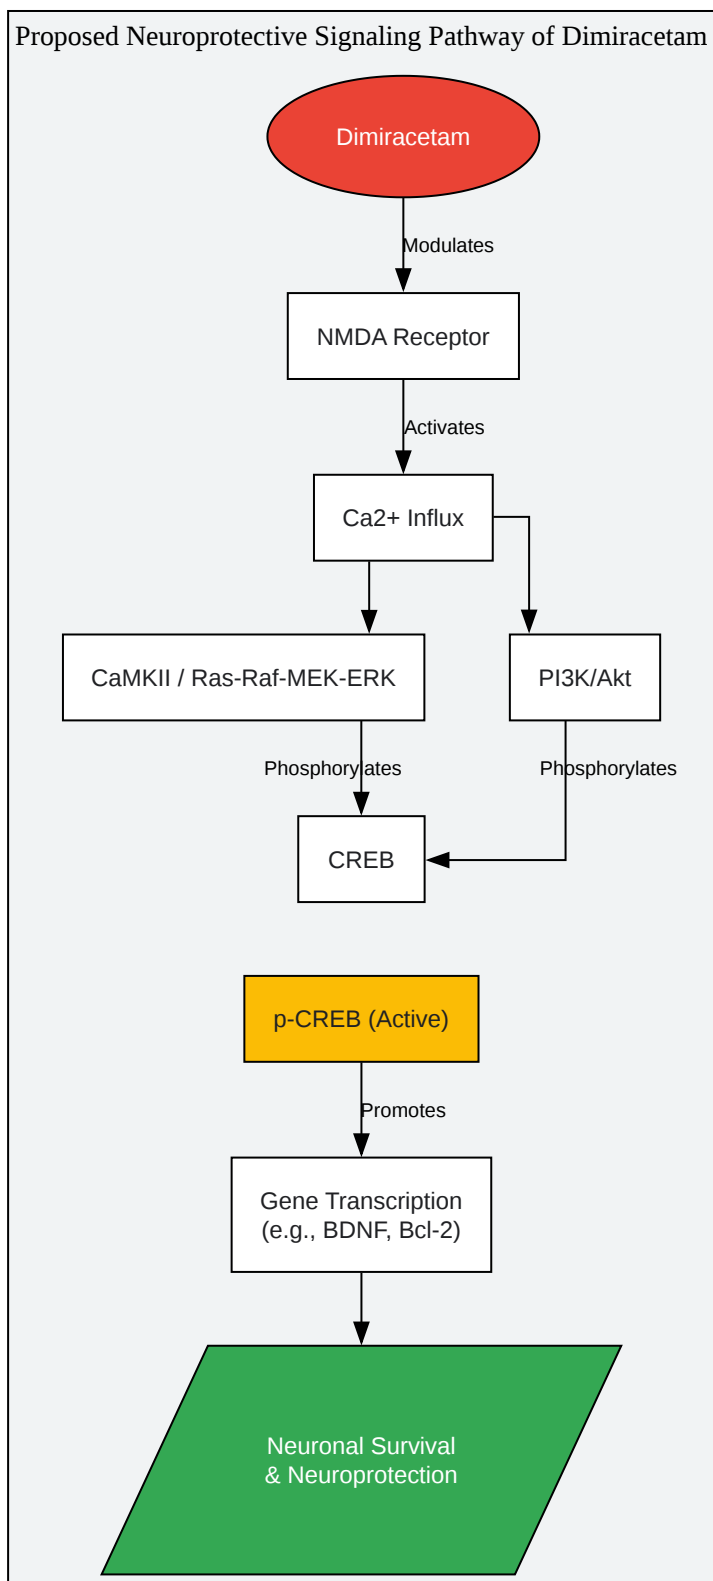 Proposed Neuroprotective Signaling Pathway of Dimiracetam
Dimiracetam
Modulates
NMDA Receptor
Activates
Ca2+ Influx
CaMKII / Ras-Raf-MEK-ERK
PI3K/Akt
Phosphorylates
Phosphorylates
CREB
p-CREB (Active)
Promotes
Gene Transcription
(e.g., BDNF, Bcl-2)
Neuronal Survival
& Neuroprotection